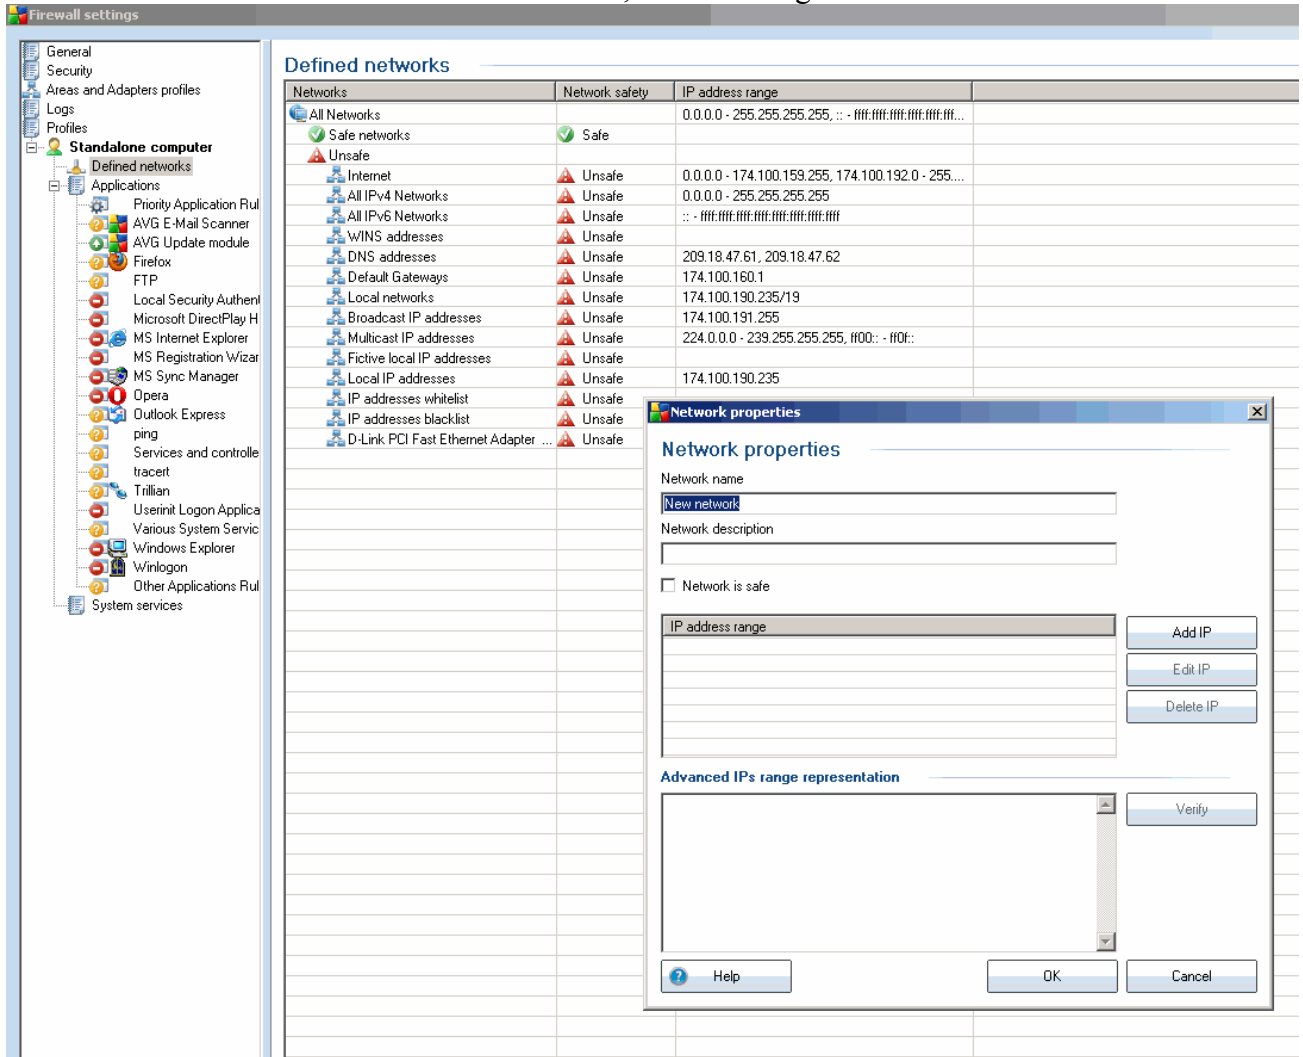 Firewall settings
General
Security
Areas and Adapters profiles
Logs
Profiles
Standalone computer
Defined networks
Applications
Priority Application Rul
AVG E-Mail Scanner
AVG Update module
Firefox
FTP
Local Security Authent
Microsoft DirectPlay H
MS Internet Explorer
MS Registration Wizar
MS Sync Manager
Opera
Outlook Express
ping
Services and controlle
tracert
Trillian
Userinit Logon Applica
Various System Servic
Windows Explorer
Winlogon
Other Applications Rul
System services
Defined networks
Networks Network safety IP address range
All Networks 0.0.0.0 - 255.255.255.255, :: - ffff:ffff:ffff:ffff:ffff:ffff:fff...
Safe networks Safe
Unsafe
Internet Unsafe 0.0.0.0 - 174.100.159.255, 174.100.192.0 - 255....
All IPv4 Networks Unsafe 0.0.0.0 - 255.255.255.255
All IPv6 Networks Unsafe :: - ffff:ffff:ffff:ffff:ffff:ffff:ffff:ffff
WINS addresses Unsafe
DNS addresses Unsafe 209.18.47.61, 209.18.47.62
Default Gateways Unsafe 174.100.160.1
Local networks Unsafe 174.100.190.235/19
Broadcast IP addresses Unsafe 174.100.191.255
Multicast IP addresses Unsafe 224.0.0.0 - 239.255.255.255, ff00:: - ff0f::
Fictive local IP addresses Unsafe
Local IP addresses Unsafe 174.100.190.235
IP addresses whitelist Unsafe
IP addresses blacklist Unsafe
D-Link PCI Fast Ethernet Adapter ... Unsafe
Network properties
Network properties
Network name
New network
Network description
Network is safe
IP address range
Add IP
Edit IP
Delete IP
Advanced IPs range representation
Verify
Help OK Cancel